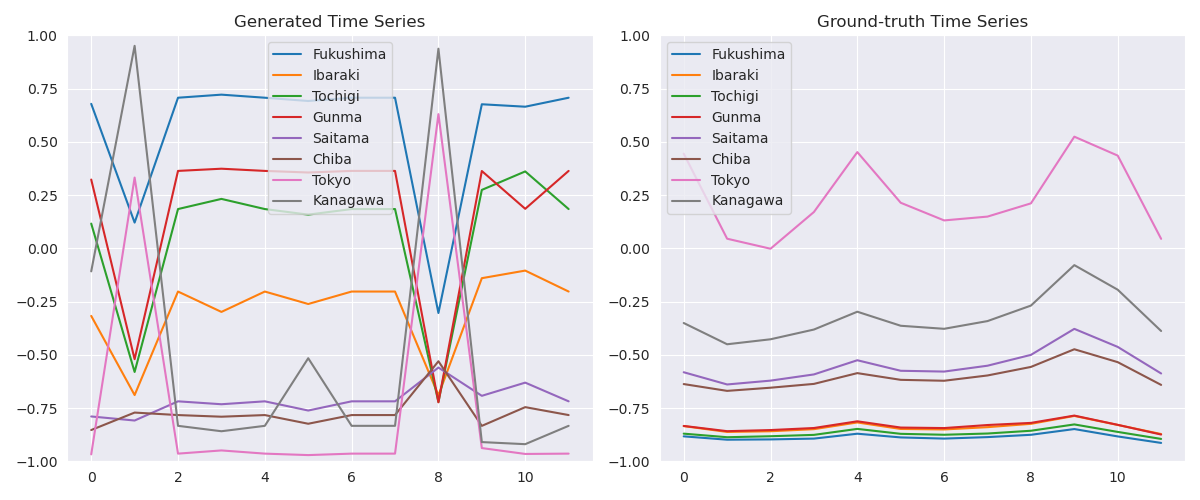 Generated Time Series
1.00
0.75
0.50
0.25
0.00
−0.25
−0.50
−0.75
−1.00
0 2 4 6 8 10
Fukushima
Ibaraki
Tochigi
Gunma
Saitama
Chiba
Tokyo
Kanagawa
Ground-truth Time Series
1.00
0.75
0.50
0.25
0.00
−0.25
−0.50
−0.75
−1.00
0 2 4 6 8 10
Fukushima
Ibaraki
Tochigi
Gunma
Saitama
Chiba
Tokyo
Kanagawa